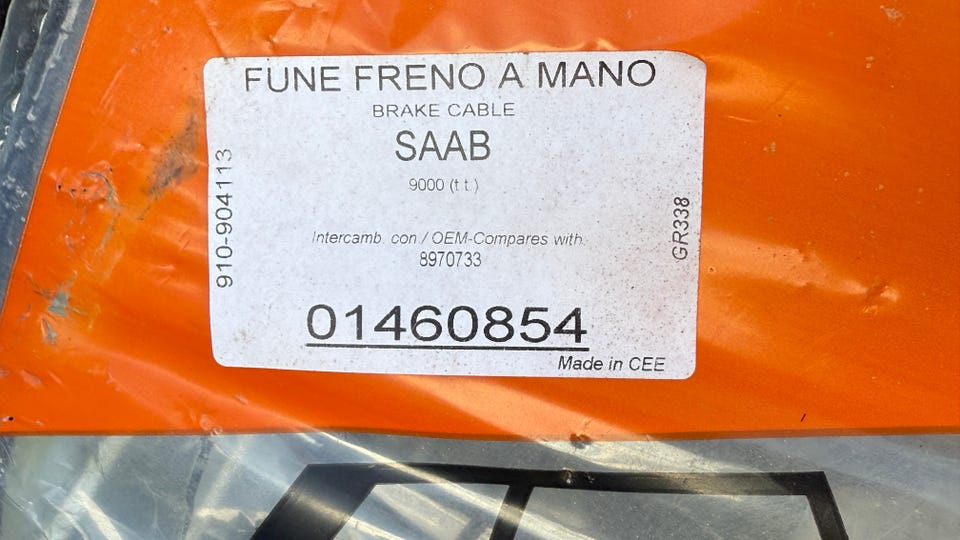 FUNE FRENO A MANO
BRAKE CABLE
SAAB
9000 (t.t.)
910-904113
GR338
Intercamb. con / OEM-Compares with:
8970733
01460854
Made in CEE